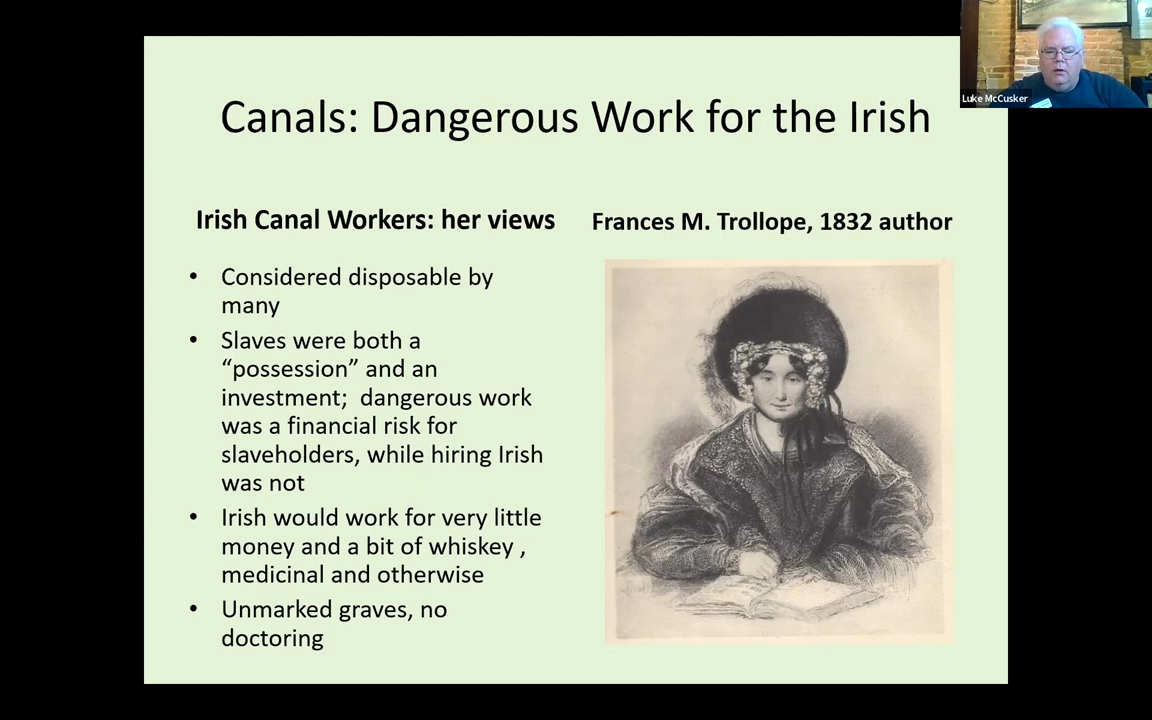 Luke McCusker
Canals: Dangerous Work for the Irish
Irish Canal Workers: her views
• Considered disposable by
many
• Slaves were both a
“possession” and an
investment;  dangerous work
was a financial risk for
slaveholders, while hiring Irish
was not
• Irish would work for very little
money and a bit of whiskey ,
medicinal and otherwise
• Unmarked graves, no
doctoring
Frances M. Trollope, 1832 author